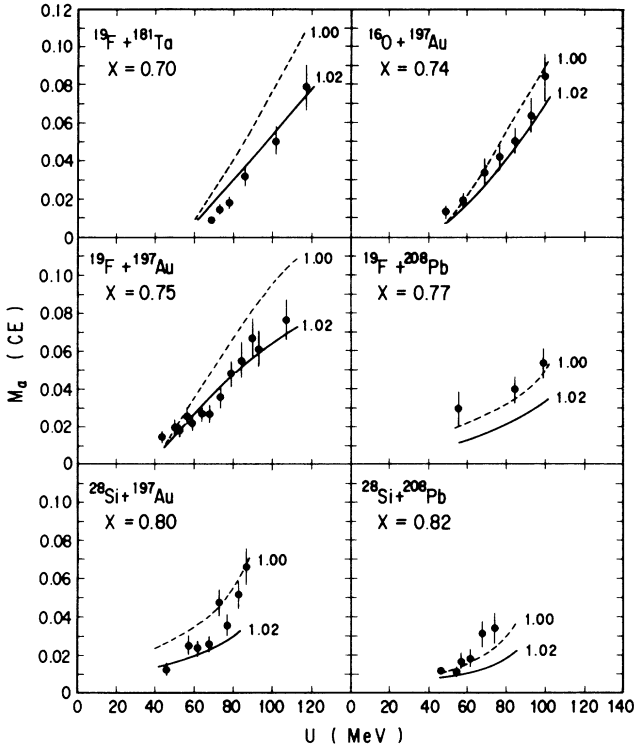 ¹⁹F + ¹⁸¹Ta
X = 0.70
1.00
1.02
¹⁶O + ¹⁹⁷Au
X = 0.74
1.00
1.02
0.12
0.10
0.08
0.06
0.04
0.02
0
¹⁹F + ¹⁹⁷Au
X = 0.75
1.00
1.02
¹⁹F + ²⁰⁸Pb
X = 0.77
1.00
1.02
0.10
0.08
0.06
0.04
0.02
0
Mα (CE)
²⁸Si + ¹⁹⁷Au
X = 0.80
1.00
1.02
²⁸Si + ²⁰⁸Pb
X = 0.82
1.00
1.02
0.10
0.08
0.06
0.04
0.02
0
0 20 40 60 80 100 120 0 20 40 60 80 100 120 140
U (MeV)